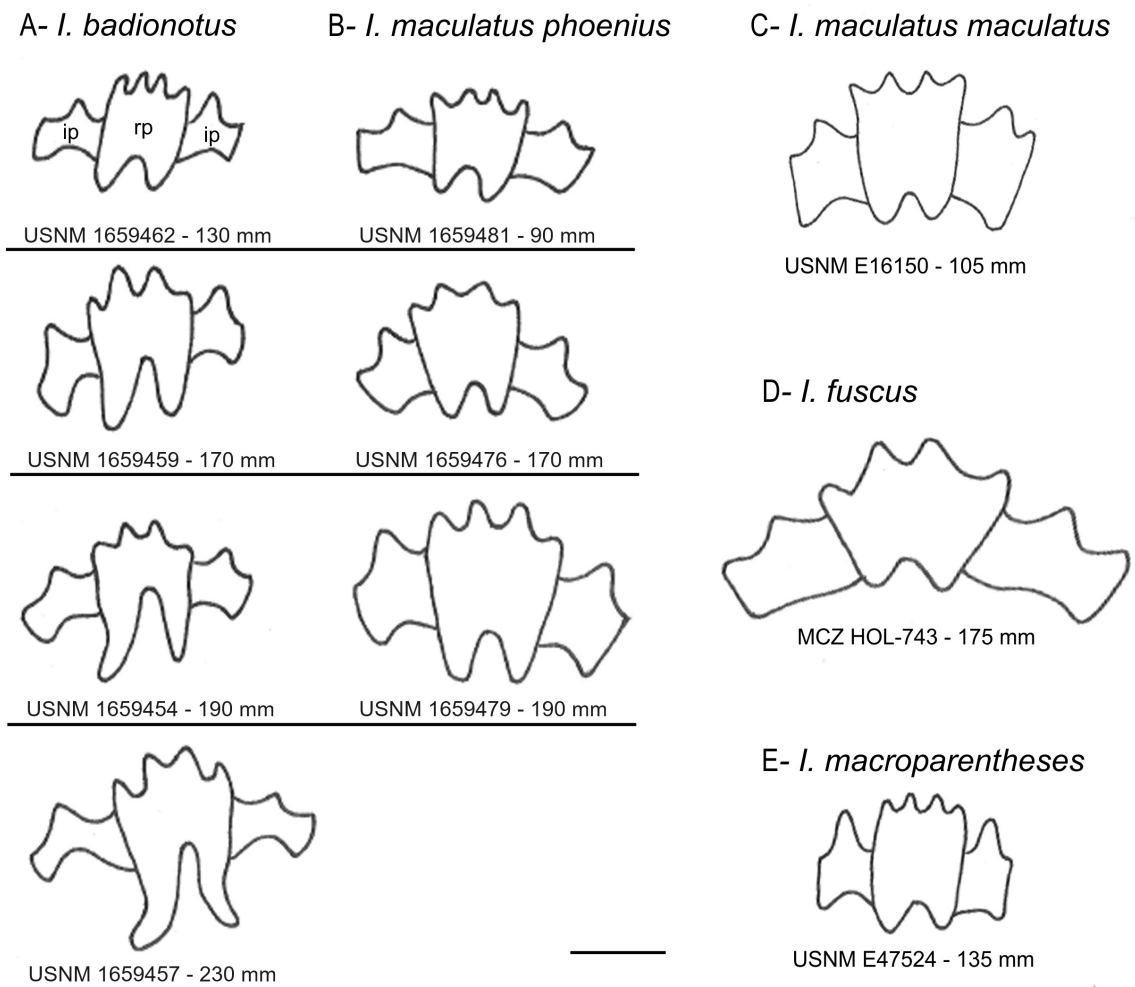 A- I. badionotus
B- I. maculatus phoenius
C- I. maculatus maculatus
ip
rp
ip
USNM 1659462 - 130 mm
USNM 1659481 - 90 mm
USNM E16150 - 105 mm
USNM 1659459 - 170 mm
USNM 1659476 - 170 mm
D- I. fuscus
MCZ HOL-743 - 175 mm
USNM 1659454 - 190 mm
USNM 1659479 - 190 mm
E- I. macroparentheses
USNM E47524 - 135 mm
USNM 1659457 - 230 mm